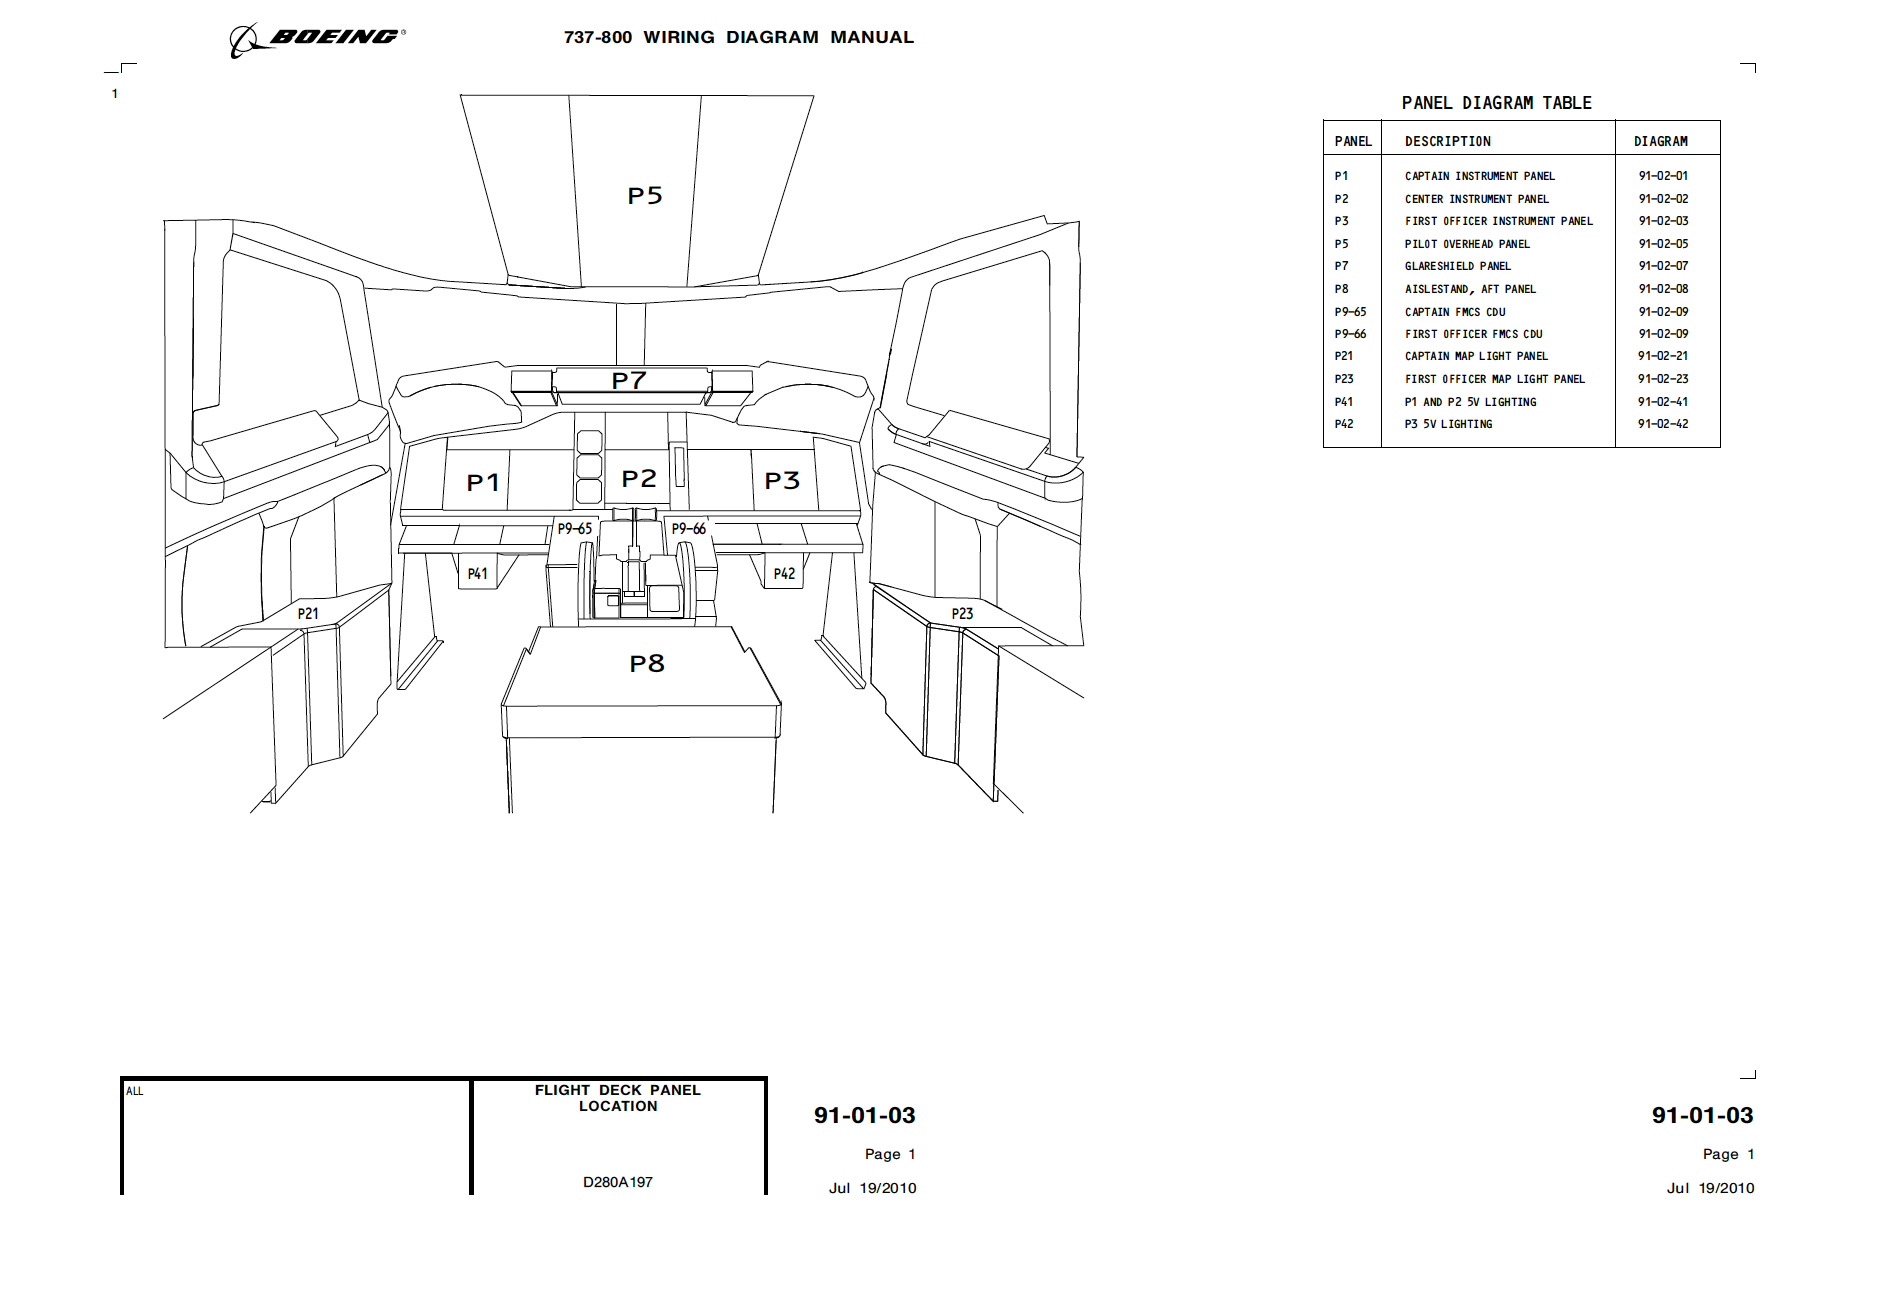 BOEING®
737-800 WIRING DIAGRAM MANUAL
1
P5
P7
P1
P2
P3
P9-65
P9-66
P41
P42
P21
P23
P8
PANEL DIAGRAM TABLE
PANEL DESCRIPTION DIAGRAM
P1 CAPTAIN INSTRUMENT PANEL 91-02-01
P2 CENTER INSTRUMENT PANEL 91-02-02
P3 FIRST OFFICER INSTRUMENT PANEL 91-02-03
P5 PILOT OVERHEAD PANEL 91-02-05
P7 GLARESHIELD PANEL 91-02-07
P8 AISLESTAND, AFT PANEL 91-02-08
P9-65 CAPTAIN FMCS CDU 91-02-09
P9-66 FIRST OFFICER FMCS CDU 91-02-09
P21 CAPTAIN MAP LIGHT PANEL 91-02-21
P23 FIRST OFFICER MAP LIGHT PANEL 91-02-23
P41 P1 AND P2 5V LIGHTING 91-02-41
P42 P3 5V LIGHTING 91-02-42
ALL
FLIGHT DECK PANEL
LOCATION
D280A197
91-01-03
Page 1
Jul 19/2010
91-01-03
Page 1
Jul 19/2010